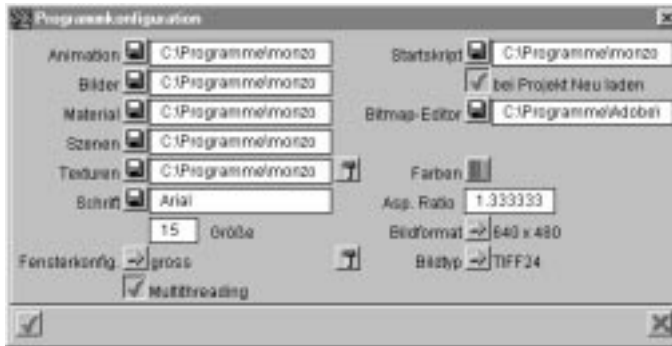 Programmkonfiguration
Animation C:\Programme\monzo
Bilder C:\Programme\monzo
Material C:\Programme\monzo
Szenen C:\Programme\monzo
Texturen C:\Programme\monzo
Schrift Arial
15 Größe
Fensterkonfig. gross
Multithreading
Startskript C:\Programme\monzo
bei Projekt Neu laden
Bitmap-Editor C:\Programme\Adobe\
Farben
Asp. Ratio 1.333333
Bildformat 640 x 480
Bildtyp TIFF24